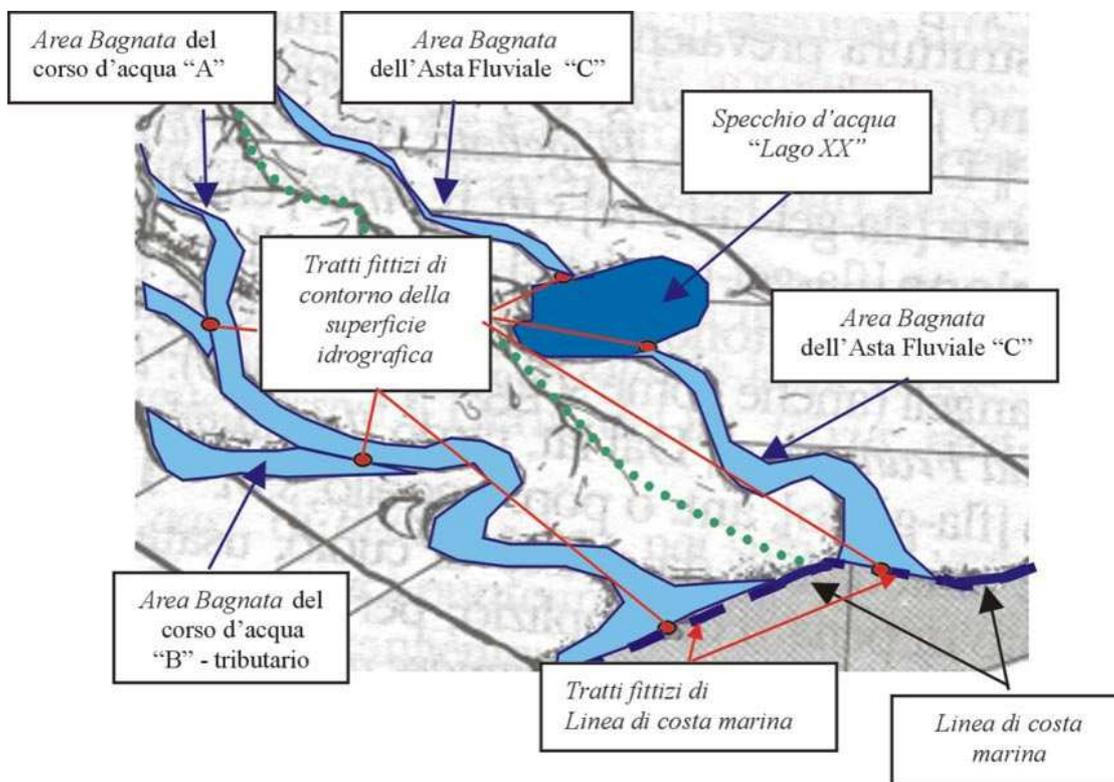 Area Bagnata del
corso d'acqua “A”
Area Bagnata
dell'Asta Fluviale “C”
Specchio d'acqua
“Lago XX”
Tratti fittizi di
contorno della
superficie
idrografica
Area Bagnata
dell'Asta Fluviale “C”
Area Bagnata del
corso d'acqua
“B” - tributario
Tratti fittizi di
Linea di costa marina
Linea di costa
marina